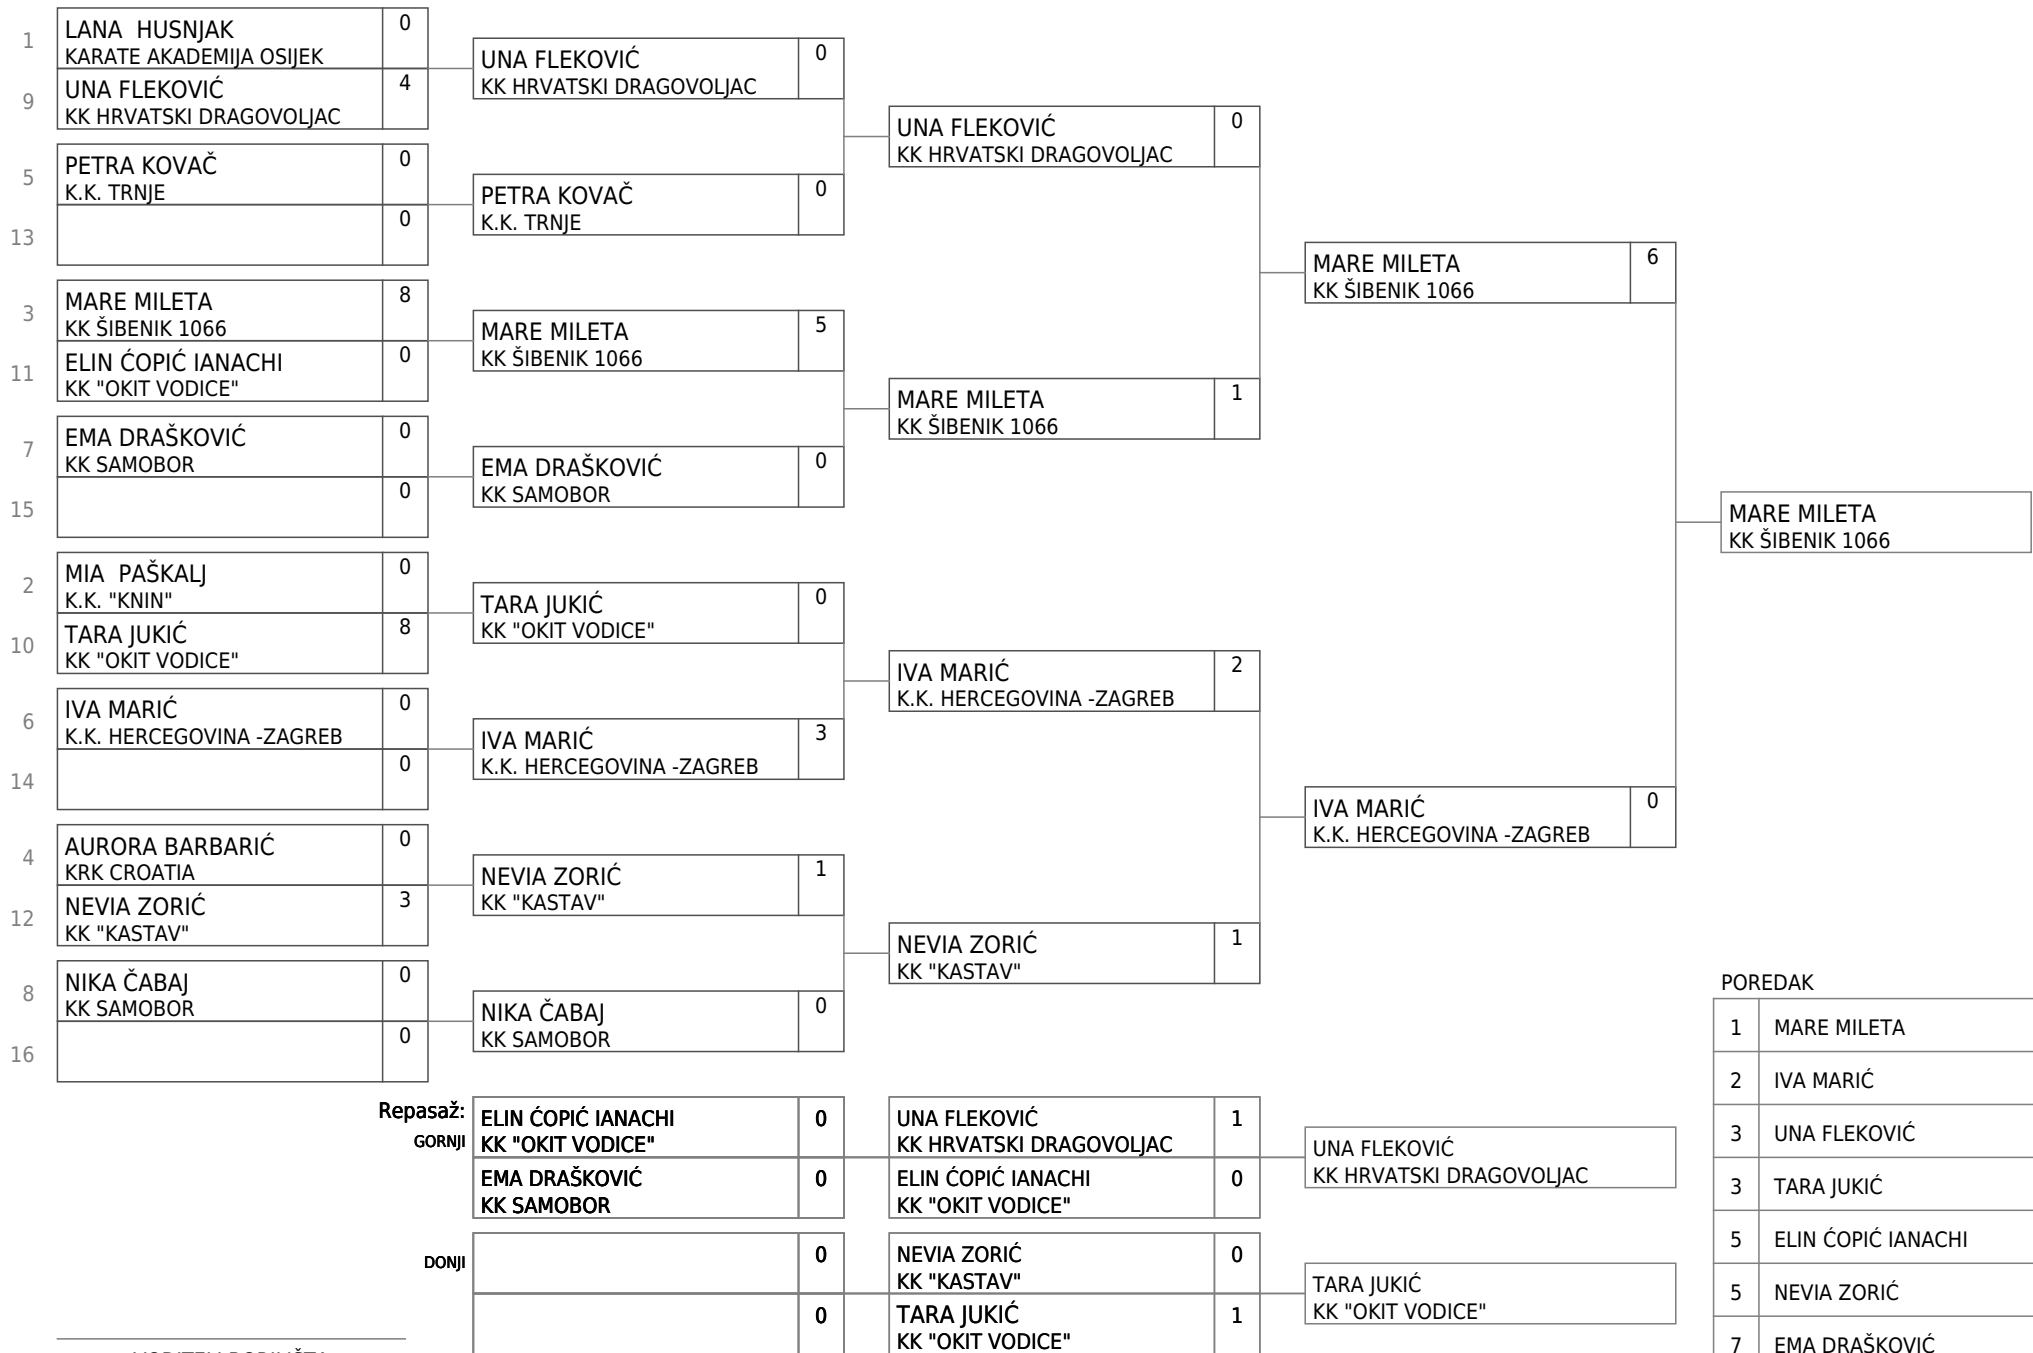 1
LANA  HUSNJAK
KARATE AKADEMIJA OSIJEK
0
9
UNA FLEKOVIĆ
KK HRVATSKI DRAGOVOLJAC
4
5
PETRA KOVAČ
K.K. TRNJE
0
13
0
3
MARE MILETA
KK ŠIBENIK 1066
8
11
ELIN ĆOPIĆ IANACHI
KK "OKIT VODICE"
0
7
EMA DRAŠKOVIĆ
KK SAMOBOR
0
15
0
2
MIA  PAŠKALJ
K.K. "KNIN"
0
10
TARA JUKIĆ
KK "OKIT VODICE"
8
6
IVA MARIĆ
K.K. HERCEGOVINA -ZAGREB
0
14
0
4
AURORA BARBARIĆ
KRK CROATIA
0
12
NEVIA ZORIĆ
KK "KASTAV"
3
8
NIKA ČABAJ
KK SAMOBOR
0
16
0
UNA FLEKOVIĆ
KK HRVATSKI DRAGOVOLJAC
0
PETRA KOVAČ
K.K. TRNJE
0
MARE MILETA
KK ŠIBENIK 1066
5
EMA DRAŠKOVIĆ
KK SAMOBOR
0
TARA JUKIĆ
KK "OKIT VODICE"
0
IVA MARIĆ
K.K. HERCEGOVINA -ZAGREB
3
NEVIA ZORIĆ
KK "KASTAV"
1
NIKA ČABAJ
KK SAMOBOR
0
UNA FLEKOVIĆ
KK HRVATSKI DRAGOVOLJAC
0
MARE MILETA
KK ŠIBENIK 1066
1
IVA MARIĆ
K.K. HERCEGOVINA -ZAGREB
2
NEVIA ZORIĆ
KK "KASTAV"
1
MARE MILETA
KK ŠIBENIK 1066
6
IVA MARIĆ
K.K. HERCEGOVINA -ZAGREB
0
MARE MILETA
KK ŠIBENIK 1066
Repasaž:
GORNJI
ELIN ĆOPIĆ IANACHI
KK "OKIT VODICE"
0
EMA DRAŠKOVIĆ
KK SAMOBOR
0
UNA FLEKOVIĆ
KK HRVATSKI DRAGOVOLJAC
1
ELIN ĆOPIĆ IANACHI
KK "OKIT VODICE"
0
UNA FLEKOVIĆ
KK HRVATSKI DRAGOVOLJAC
DONJI
0
0
NEVIA ZORIĆ
KK "KASTAV"
0
TARA JUKIĆ
KK "OKIT VODICE"
1
TARA JUKIĆ
KK "OKIT VODICE"
POREDAK
1 MARE MILETA
2 IVA MARIĆ
3 UNA FLEKOVIĆ
3 TARA JUKIĆ
5 ELIN ĆOPIĆ IANACHI
5 NEVIA ZORIĆ
7 EMA DRAŠKOVIĆ